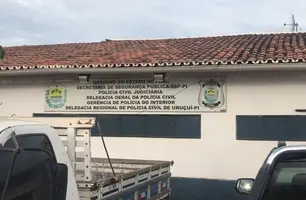 GOVERNO DO ESTADO DO PIAUÍ
SECRETARIA DE SEGURANÇA PÚBLICA-SSP-PI
POLÍCIA CIVIL JUDICIÁRIA
DELEGACIA GERAL DA POLÍCIA CIVIL
GERÊNCIA DE POLÍCIA DO INTERIOR
DELEGACIA REGIONAL DE POLÍCIA CIVIL DE URUÇUÍ-PI